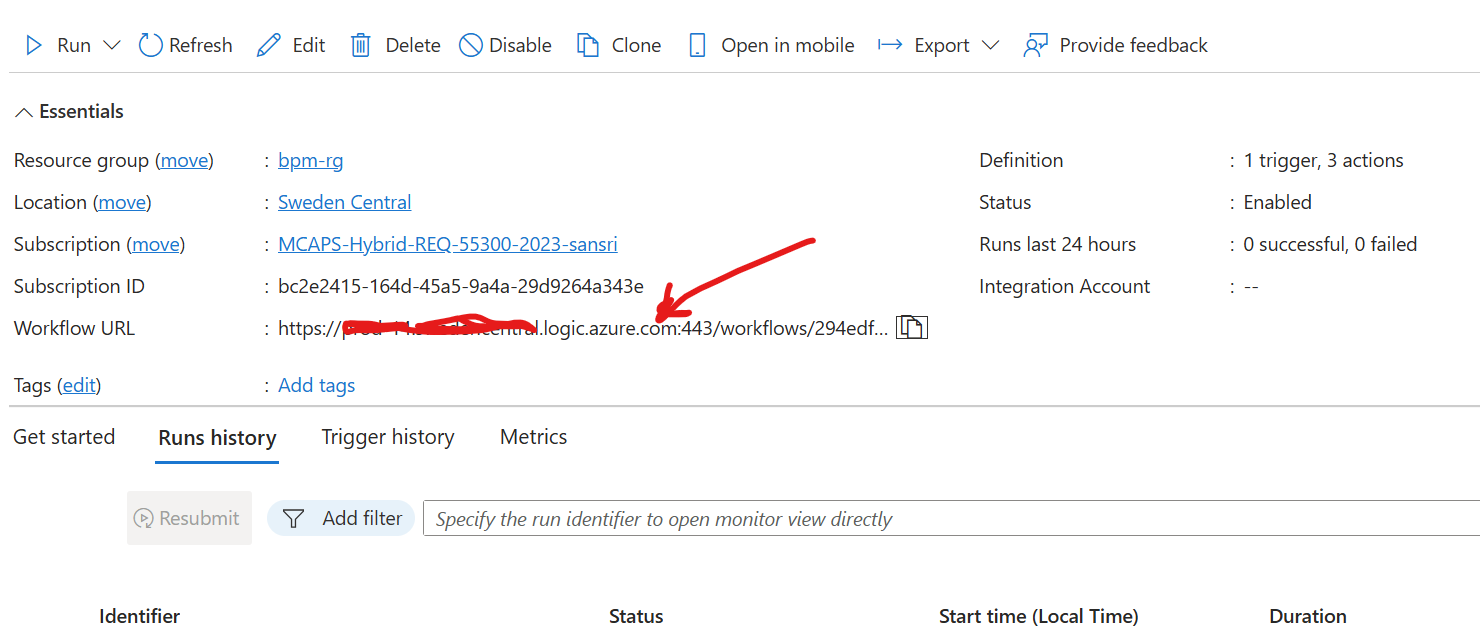 Run Refresh Edit Delete Disable Clone Open in mobile Export Provide feedback
Essentials
Resource group (move) : bpm-rg Definition : 1 trigger, 3 actions
Location (move) : Sweden Central Status : Enabled
Subscription (move) : MCAPS-Hybrid-REQ-55300-2023-sansri Runs last 24 hours : 0 successful, 0 failed
Subscription ID : bc2e2415-164d-45a5-9a4a-29d9264a343e Integration Account : --
Workflow URL : https:// .logic.azure.com:443/workflows/294edf...
Tags (edit) : Add tags
Get started Runs history Trigger history Metrics
Resubmit Add filter Specify the run identifier to open monitor view directly
Identifier Status Start time (Local Time) Duration